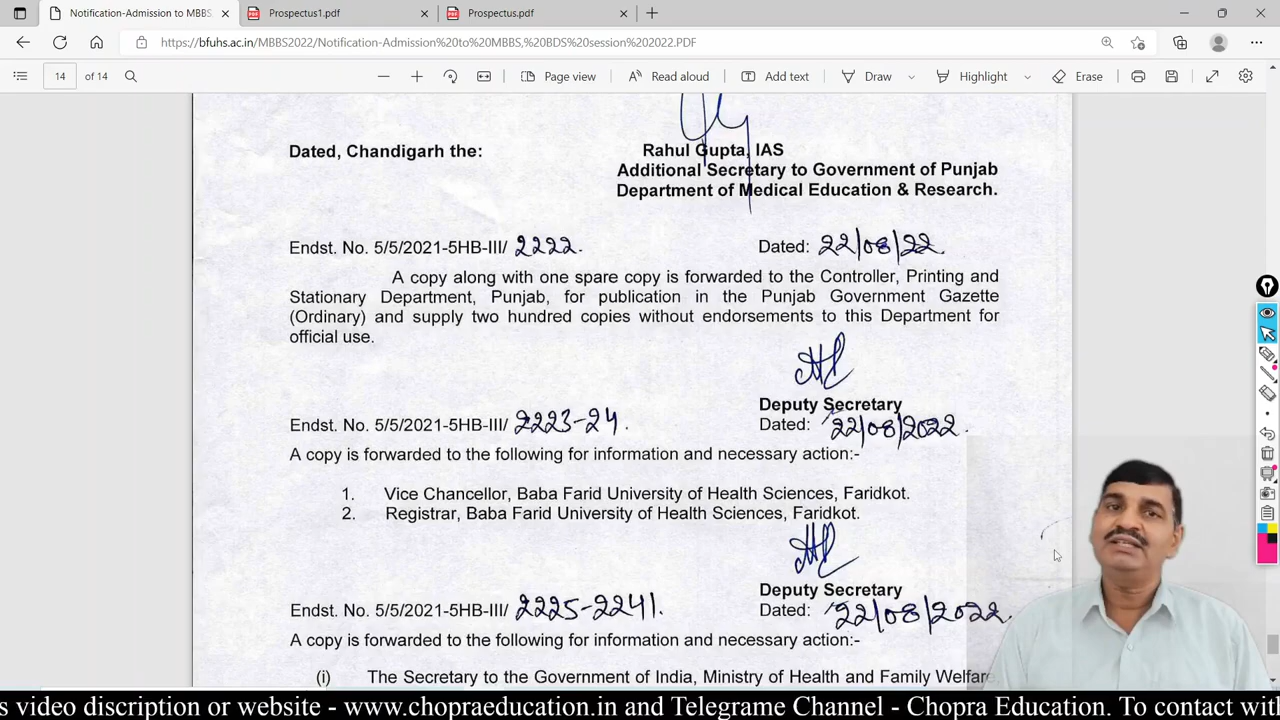 Notification-Admission to MBBS,
Prospectus1.pdf
Prospectus.pdf
https://bfuhs.ac.in/MBBS2022/Notification-Admission%20to%20MBBS,%20BDS%20session%202022.PDF
14 of 14
Page view
Read aloud
Add text
Draw
Highlight
Erase
Dated, Chandigarh the:
Rahul Gupta, IAS
Additional Secretary to Government of Punjab
Department of Medical Education & Research.
Endst. No. 5/5/2021-5HB-III/ 2222. Dated: 22/08/22.
A copy along with one spare copy is forwarded to the Controller, Printing and
Stationary Department, Punjab, for publication in the Punjab Government Gazette
(Ordinary) and supply two hundred copies without endorsements to this Department for
official use.
Deputy Secretary
Endst. No. 5/5/2021-5HB-III/ 2223-24. Dated: 22/08/2022.
A copy is forwarded to the following for information and necessary action:-
1. Vice Chancellor, Baba Farid University of Health Sciences, Faridkot.
2. Registrar, Baba Farid University of Health Sciences, Faridkot.
Deputy Secretary
Endst. No. 5/5/2021-5HB-III/ 2225-2241. Dated: 22/08/2022.
A copy is forwarded to the following for information and necessary action:-
(i) The Secretary to the Government of India, Ministry of Health and Family Welfare
s video discription or website - www.chopraeducation.in and Telegrame Channel - Chopra Education. To contact with